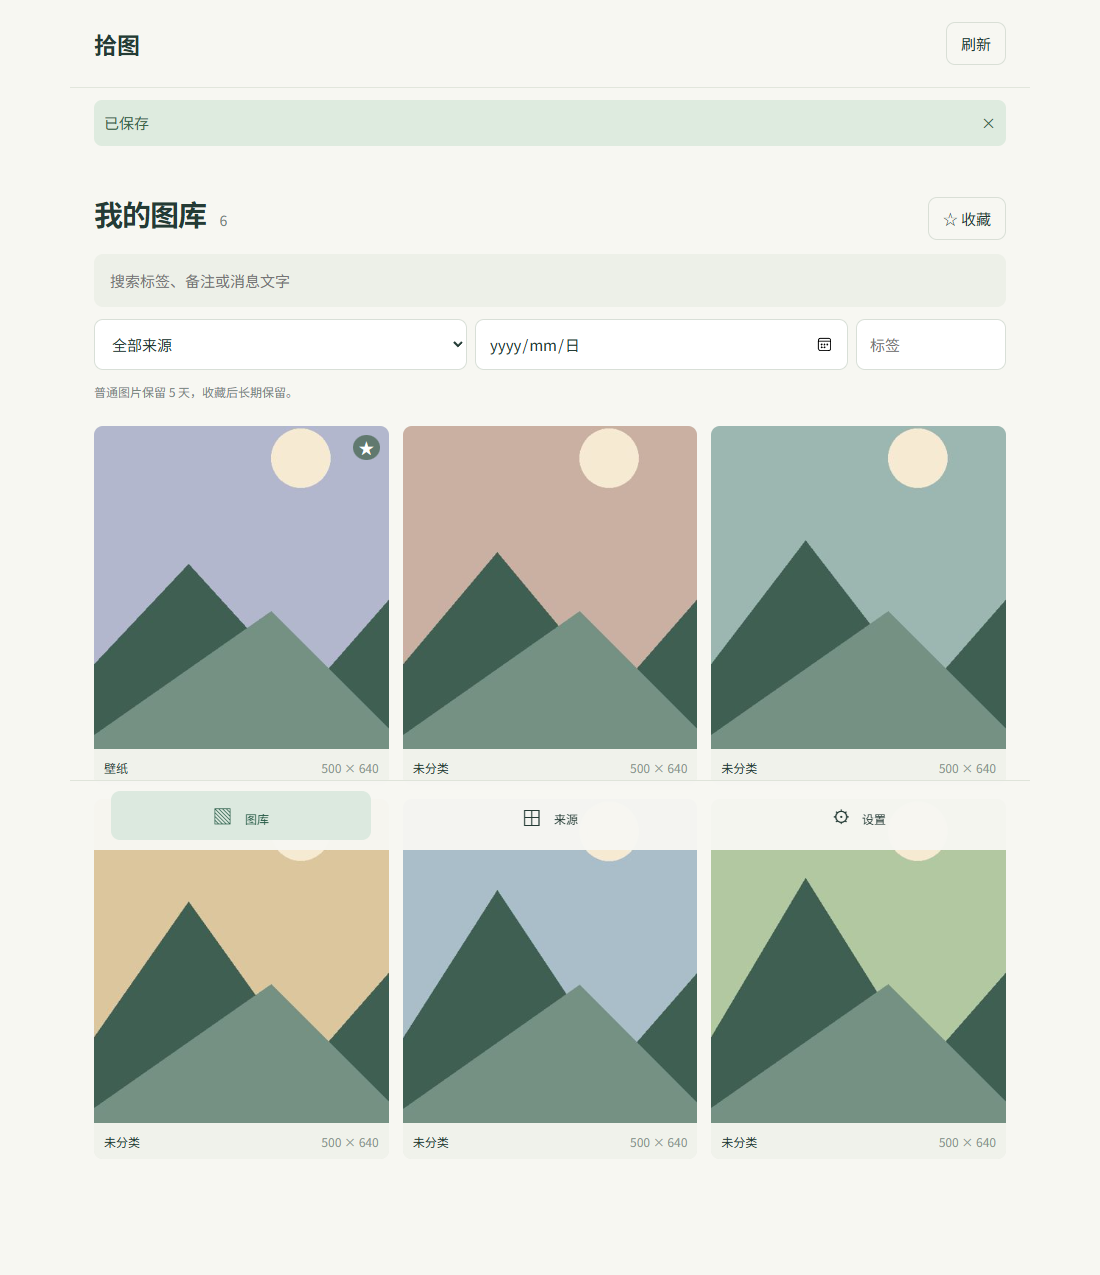 拾图
刷新
已保存 ×
我的图库 6
☆ 收藏
搜索标签、备注或消息文字
全部来源
yyyy/mm/日
标签
普通图片保留 5 天，收藏后长期保留。
★
壁纸 500 × 640
未分类 500 × 640
未分类 500 × 640
图库
来源
设置
未分类 500 × 640
未分类 500 × 640
未分类 500 × 640